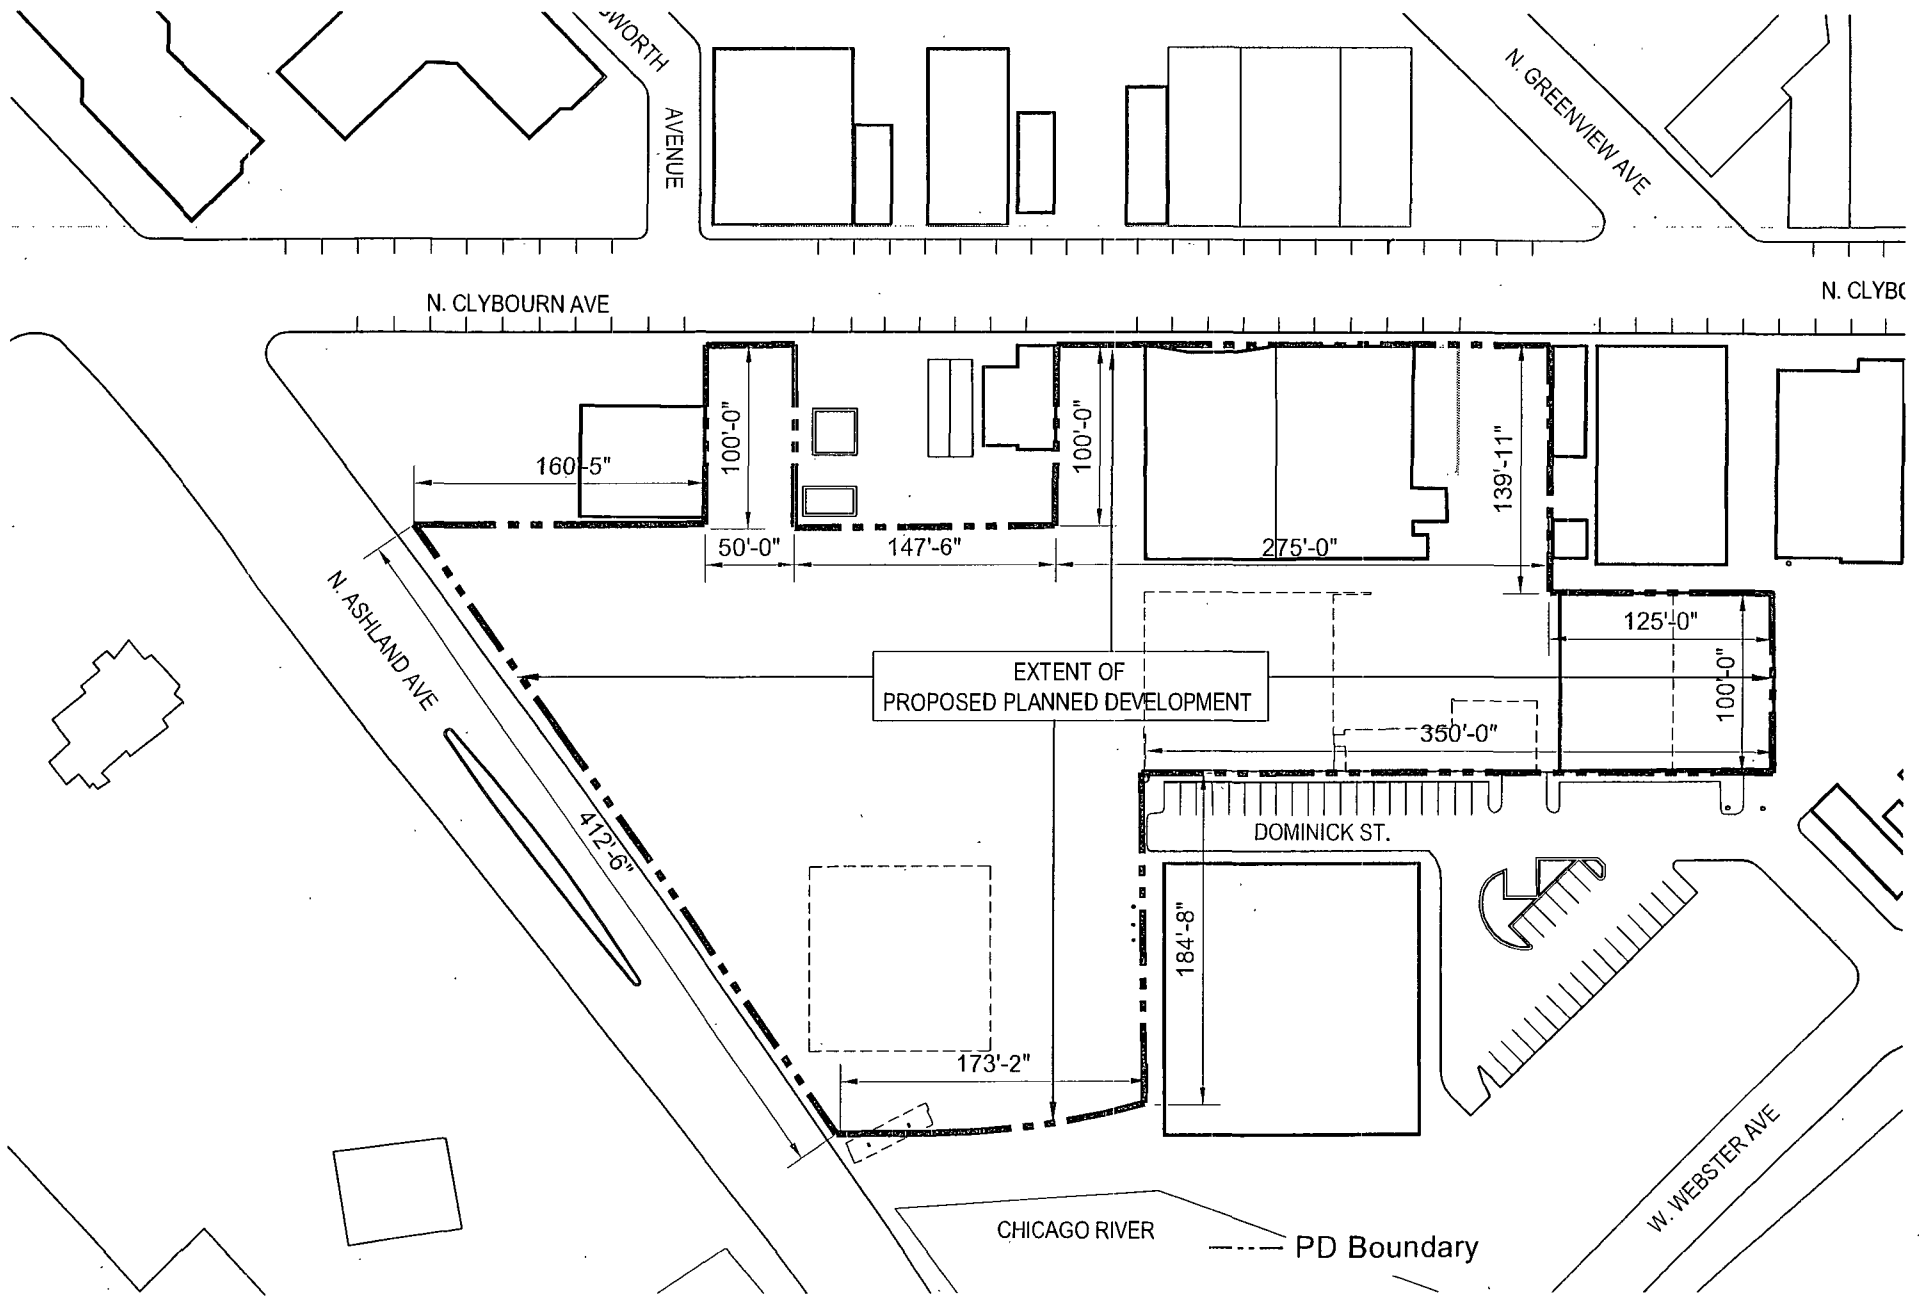 GSWORTH
AVENUE
N. GREENVIEW AVE
N. CLYBOURN AVE
N. CLYBO
100'-0"
100'-0"
139'-11"
160'-5"
50'-0"
147'-6"
275'-0"
N. ASHLAND AVE
125'-0"
100'-0"
EXTENT OF
PROPOSED PLANNED DEVELOPMENT
350'-0"
412'-6"
DOMINICK ST.
184'-8"
173'-2"
W. WEBSTER AVE
CHICAGO RIVER
PD Boundary